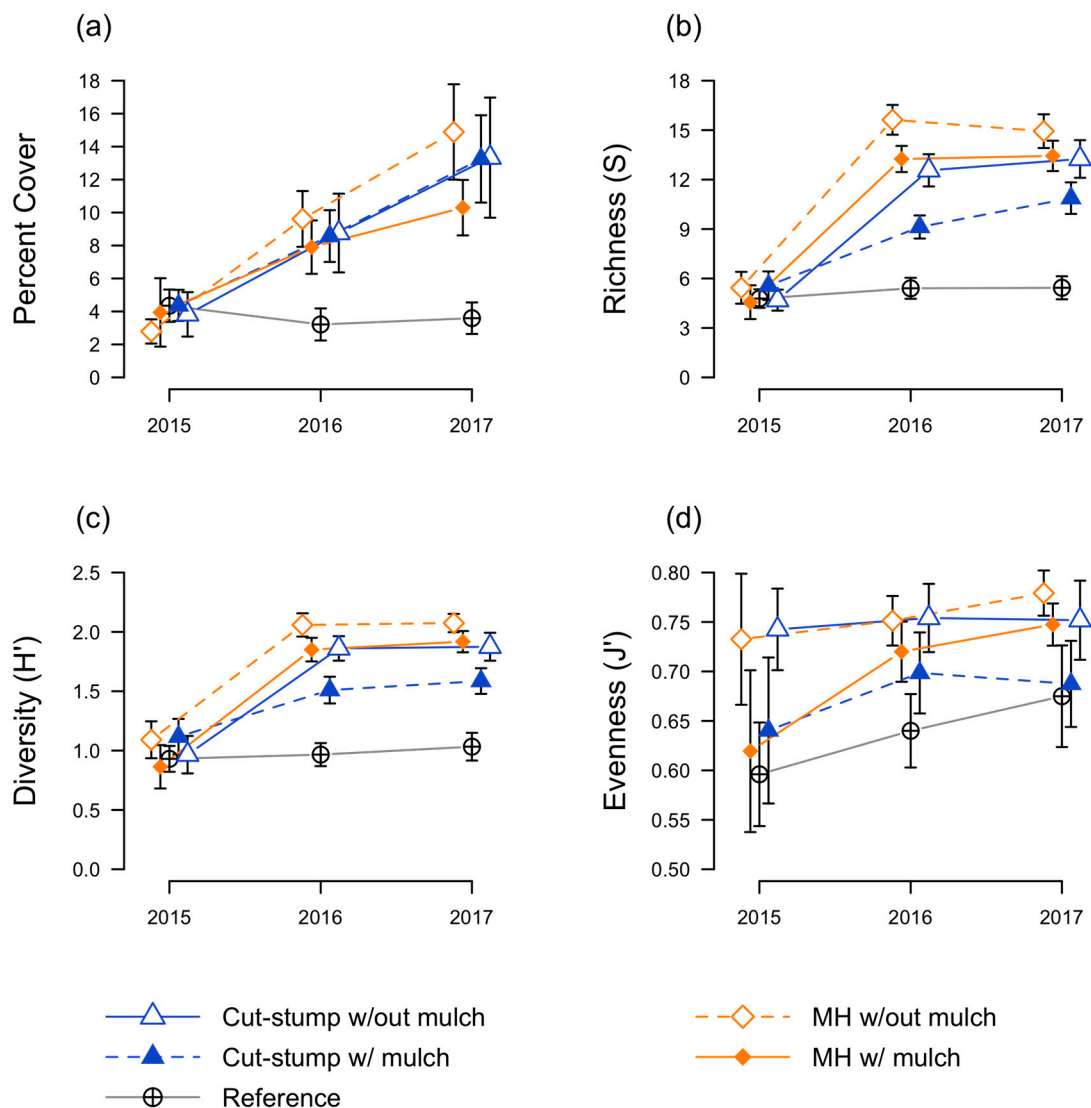 (a)
Percent Cover
18
16
14
12
10
8
6
4
2
0
2015 2016 2017
(b)
Richness (S)
18
15
12
9
6
3
0
2015 2016 2017
(c)
Diversity (H')
2.5
2.0
1.5
1.0
0.5
0.0
2015 2016 2017
(d)
Evenness (J')
0.80
0.75
0.70
0.65
0.60
0.55
0.50
2015 2016 2017
Cut-stump w/out mulch
Cut-stump w/ mulch
Reference
MH w/out mulch
MH w/ mulch